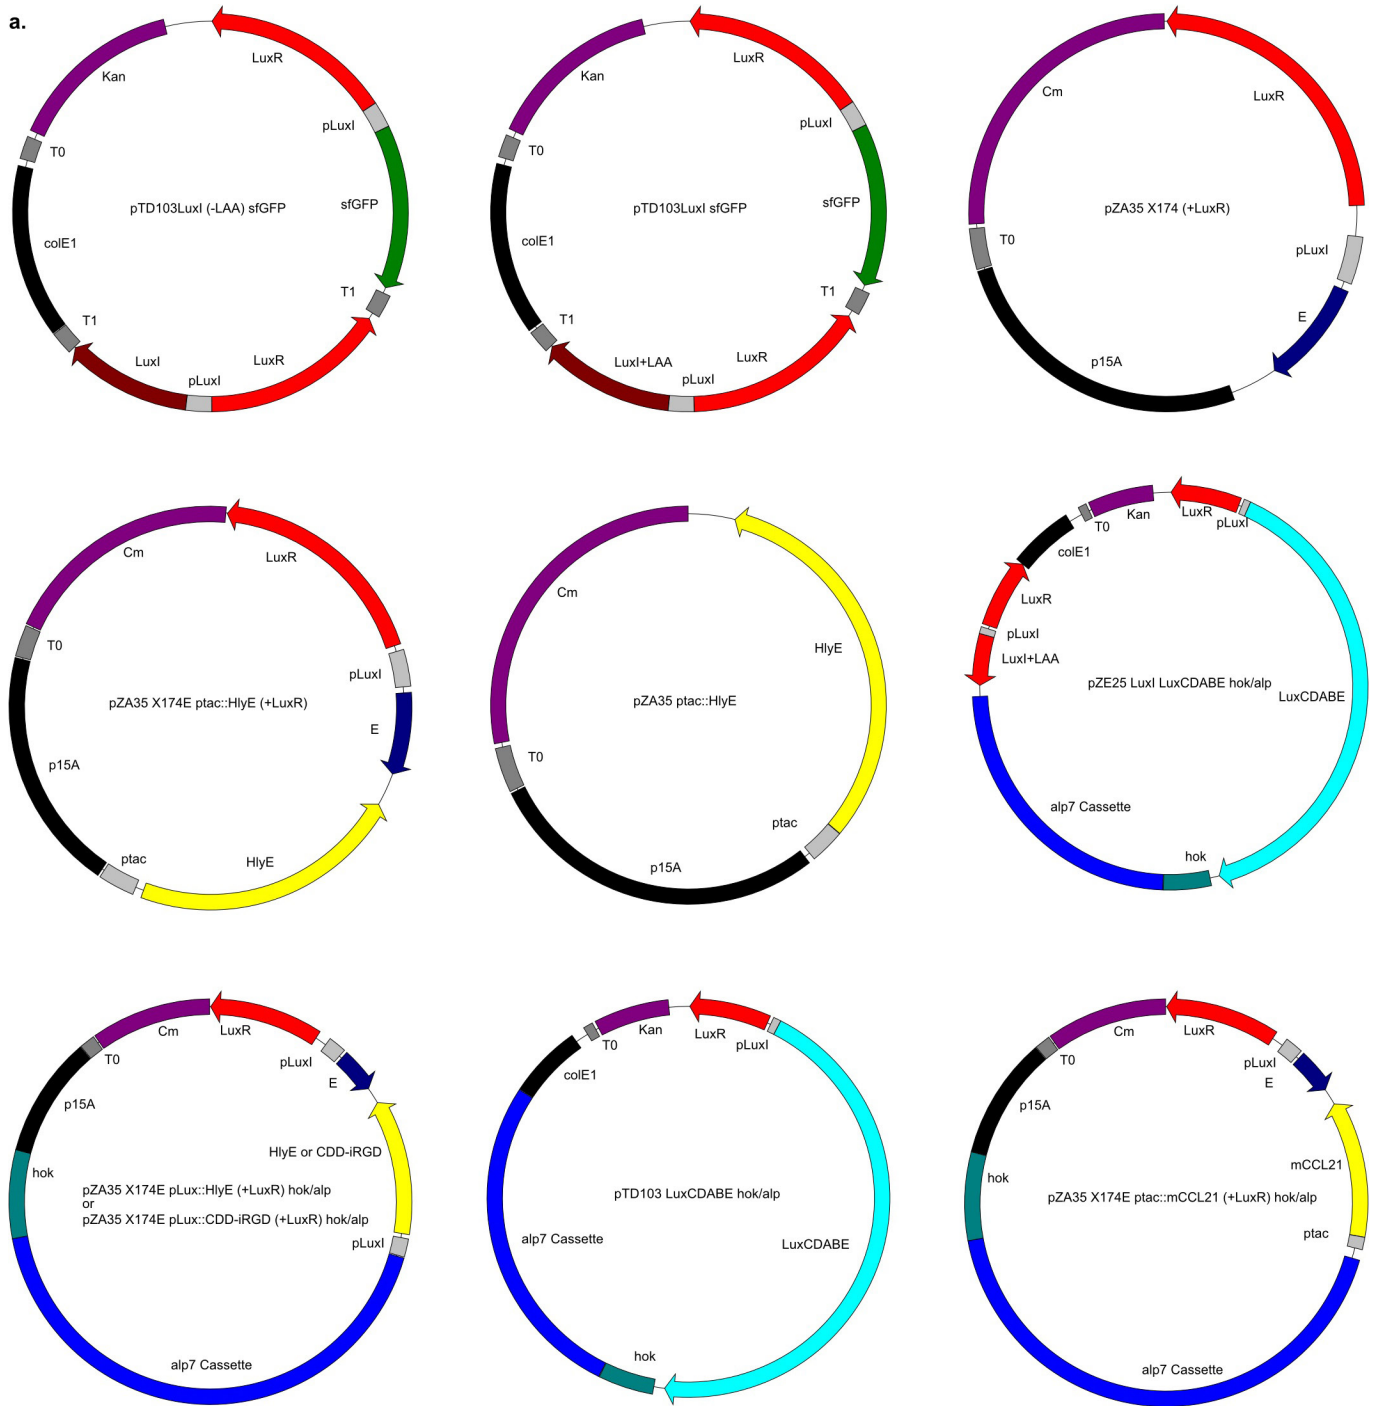 a.
LuxR
Kan
pLuxI
T0
pTD103LuxI (-LAA) sfGFP
sfGFP
colE1
T1
T1
LuxI
LuxR
pLuxI
LuxR
Kan
pLuxI
T0
pTD103LuxI sfGFP
sfGFP
colE1
T1
T1
LuxI+LAA
LuxR
pLuxI
Cm
LuxR
pZA35 X174 (+LuxR)
T0
pLuxI
E
p15A
Cm
LuxR
T0
pLuxI
pZA35 X174E ptac::HlyE (+LuxR)
E
p15A
ptac
HlyE
Cm
HlyE
pZA35 ptac::HlyE
T0
ptac
p15A
Kan
LuxR
T0
pLuxI
colE1
LuxR
pLuxI
LuxI+LAA
pZE25 LuxI LuxCDABE hok/alp
LuxCDABE
alp7 Cassette
hok
Cm
LuxR
T0
pLuxI
E
p15A
HlyE or CDD-iRGD
hok
pZA35 X174E pLux::HlyE (+LuxR) hok/alp
or
pZA35 X174E pLux::CDD-iRGD (+LuxR) hok/alp
pLuxI
alp7 Cassette
Kan
LuxR
T0
pLuxI
colE1
pTD103 LuxCDABE hok/alp
alp7 Cassette
LuxCDABE
hok
Cm
LuxR
T0
pLuxI
E
p15A
mCCL21
hok
pZA35 X174E ptac::mCCL21 (+LuxR) hok/alp
ptac
alp7 Cassette